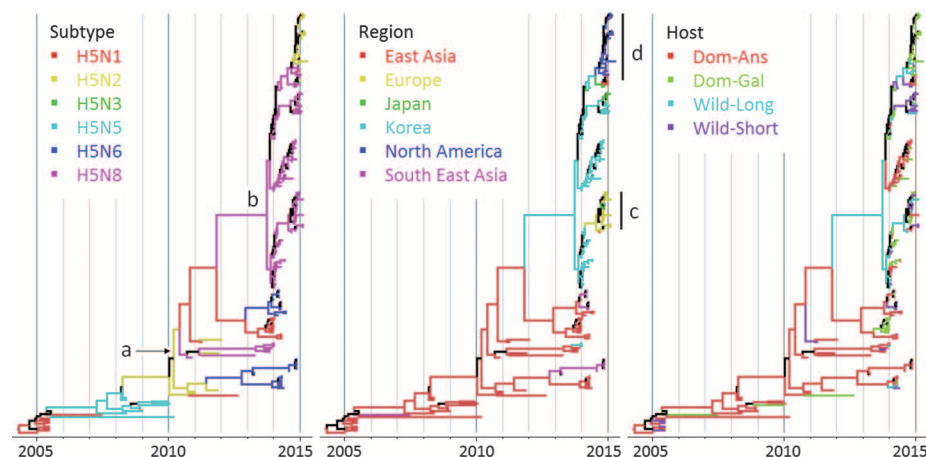 Subtype
H5N1
H5N2
H5N3
H5N5
H5N6
H5N8
b
a
2005 2010 2015
Region
East Asia
Europe
Japan
Korea
North America
South East Asia
d
c
2005 2010 2015
Host
Dom-Ans
Dom-Gal
Wild-Long
Wild-Short
2005 2010 2015